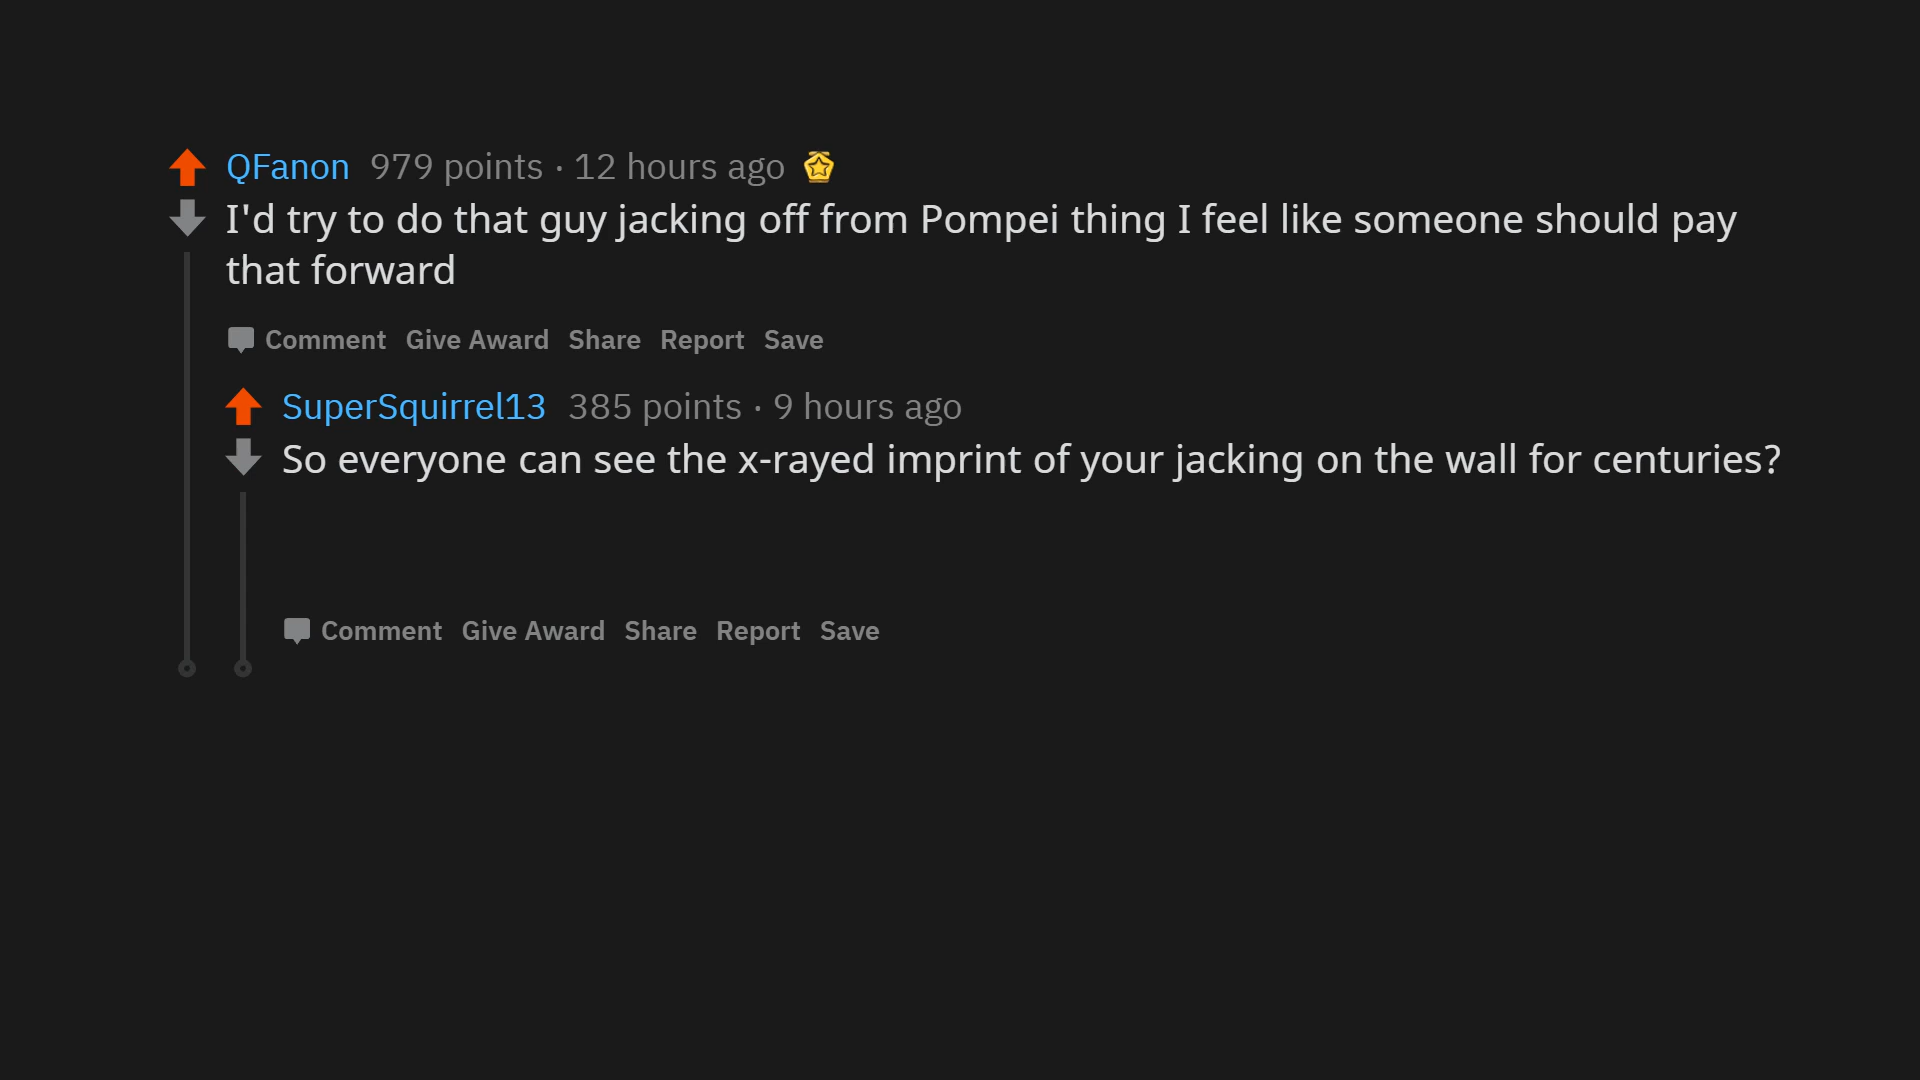 QFanon 979 points · 12 hours ago
I'd try to do that guy jacking off from Pompei thing I feel like someone should pay
that forward
Comment Give Award Share Report Save
SuperSquirrel13 385 points · 9 hours ago
So everyone can see the x-rayed imprint of your jacking on the wall for centuries?
Comment Give Award Share Report Save